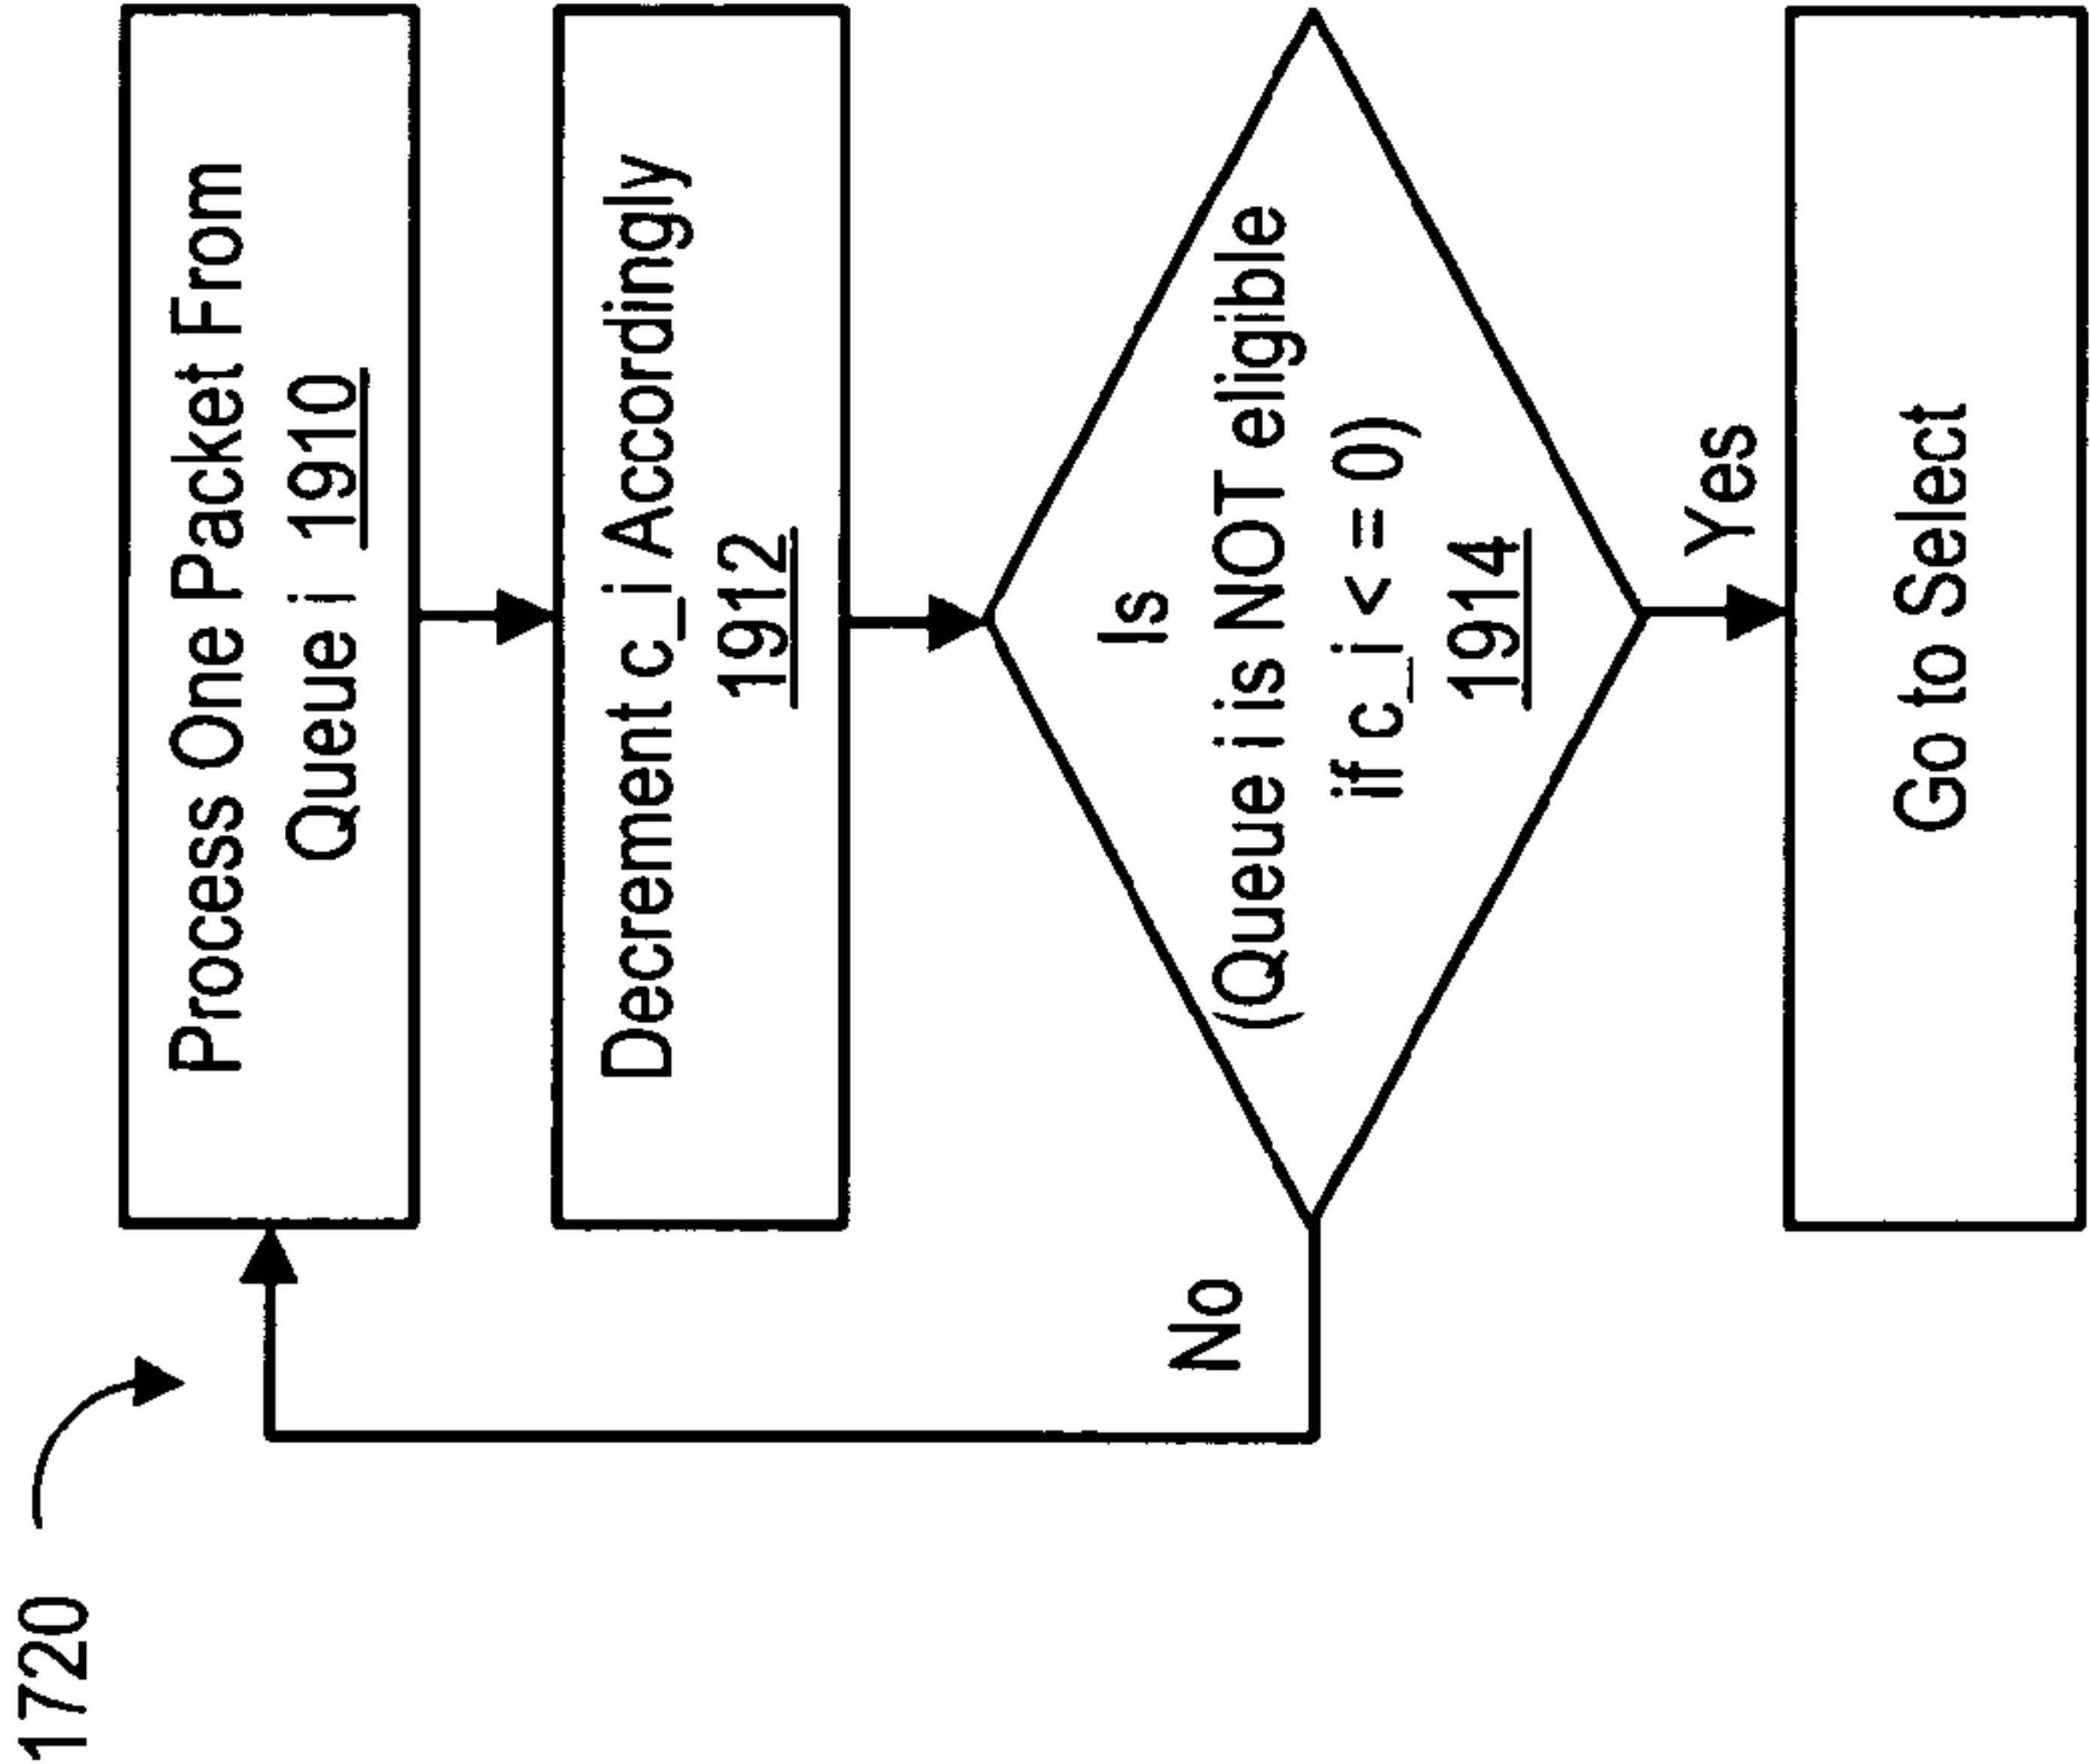 1720
Process One Packet From
Queue i 1910
Decrement c_i Accordingly
1912
Is
(Queue i is NOT eligible
if c_i < = 0)
1914
No
Yes
Go to Select